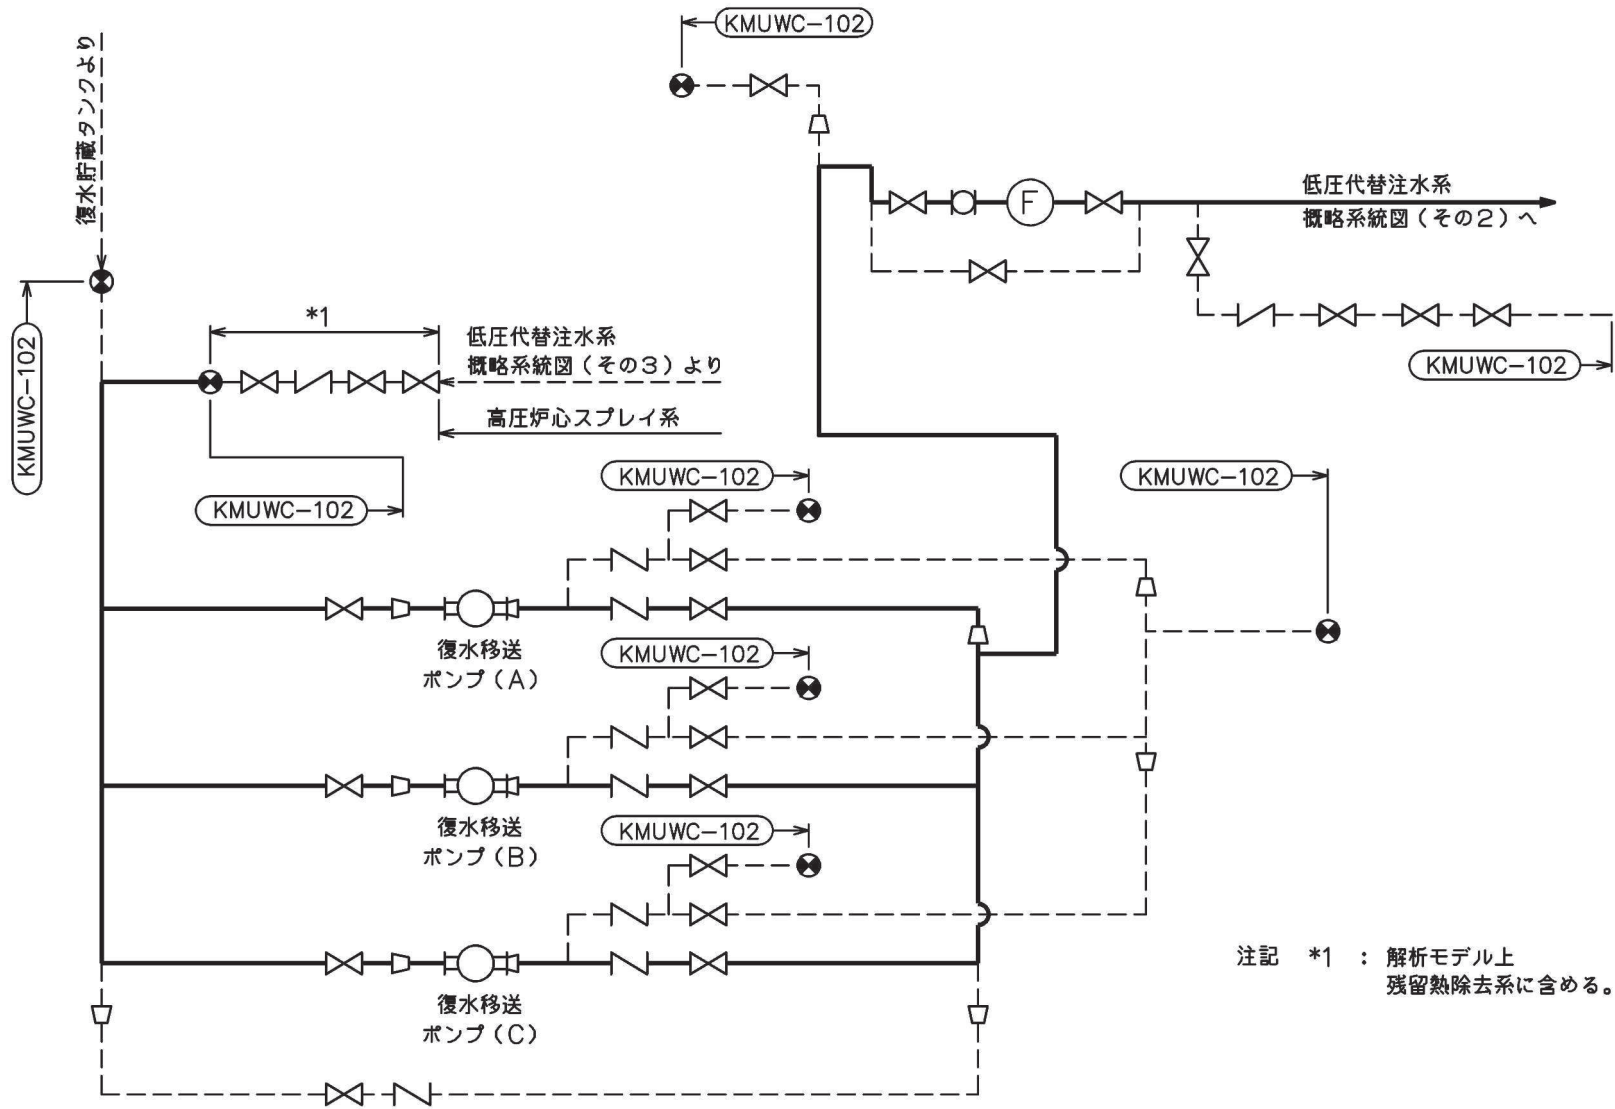 KMUWC-102
復水貯蔵タンクより
F
低圧代替注水系
概略系統図（その２）へ
KMUWC-102
*1
低圧代替注水系
概略系統図（その３）より
高圧炉心スプレイ系
KMUWC-102
KMUWC-102
KMUWC-102
KMUWC-102
復水移送
ポンプ（A）
KMUWC-102
復水移送
ポンプ（B）
KMUWC-102
復水移送
ポンプ（C）
注記 *1 : 解析モデル上
残留熱除去系に含める。